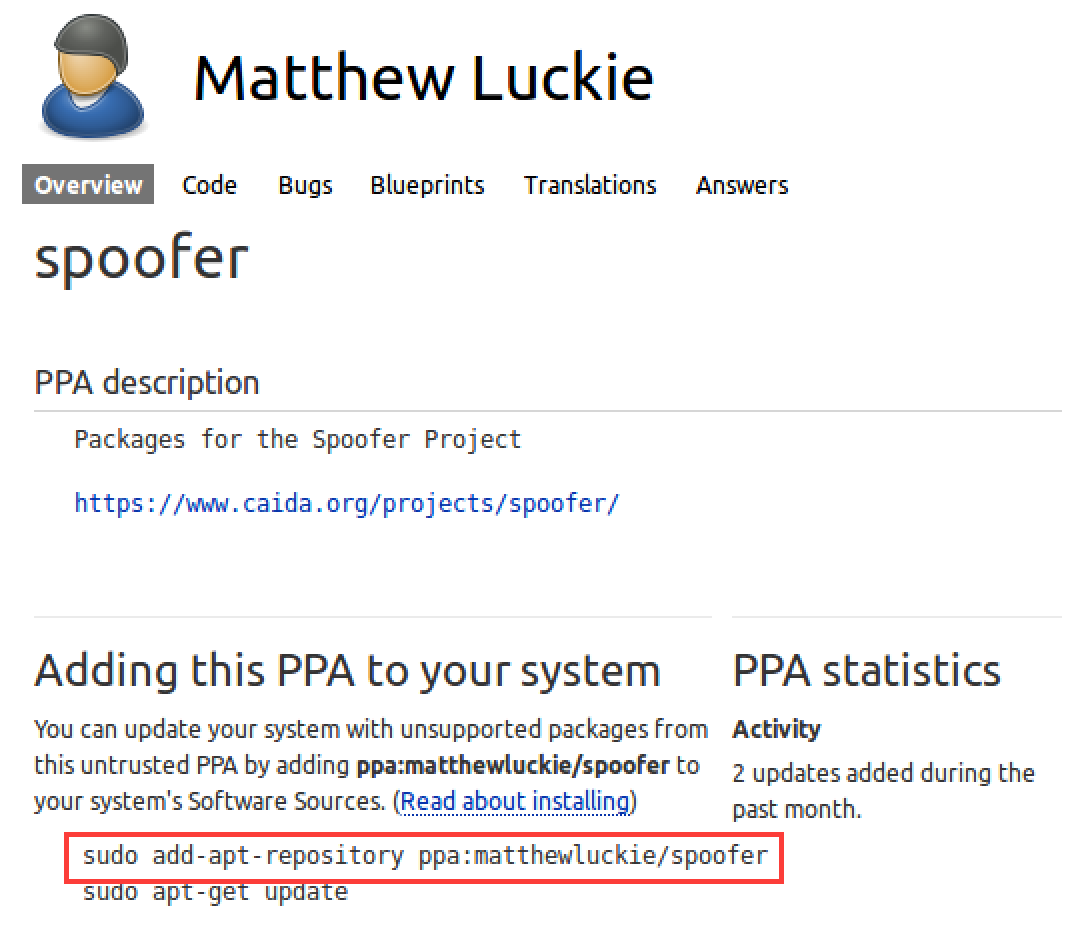 Matthew Luckie
Overview Code Bugs Blueprints Translations Answers
spoofer
PPA description
Packages for the Spoofer Project
https://www.caida.org/projects/spoofer/
Adding this PPA to your system
You can update your system with unsupported packages from
this untrusted PPA by adding ppa:matthewluckie/spoofer to
your system's Software Sources. (Read about installing)
sudo add-apt-repository ppa:matthewluckie/spoofer
sudo apt-get update
PPA statistics
Activity
2 updates added during the
past month.